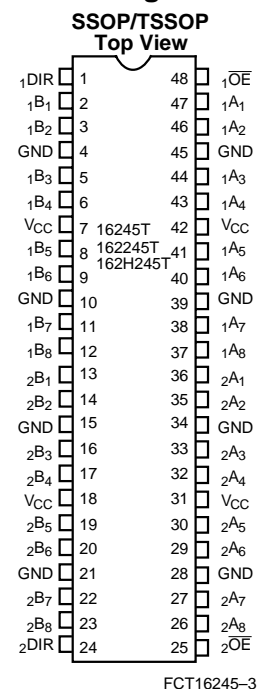 SSOP/TSSOP
Top View
1DIR 1 48 1OE
1B1 2 47 1A1
1B2 3 46 1A2
GND 4 45 GND
1B3 5 44 1A3
1B4 6 43 1A4
VCC 7 16245T 42 VCC
1B5 8 162245T 41 1A5
1B6 9 162H245T 40 1A6
GND 10 39 GND
1B7 11 38 1A7
1B8 12 37 1A8
2B1 13 36 2A1
2B2 14 35 2A2
GND 15 34 GND
2B3 16 33 2A3
2B4 17 32 2A4
VCC 18 31 VCC
2B5 19 30 2A5
2B6 20 29 2A6
GND 21 28 GND
2B7 22 27 2A7
2B8 23 26 2A8
2DIR 24 25 2OE
FCT16245–3